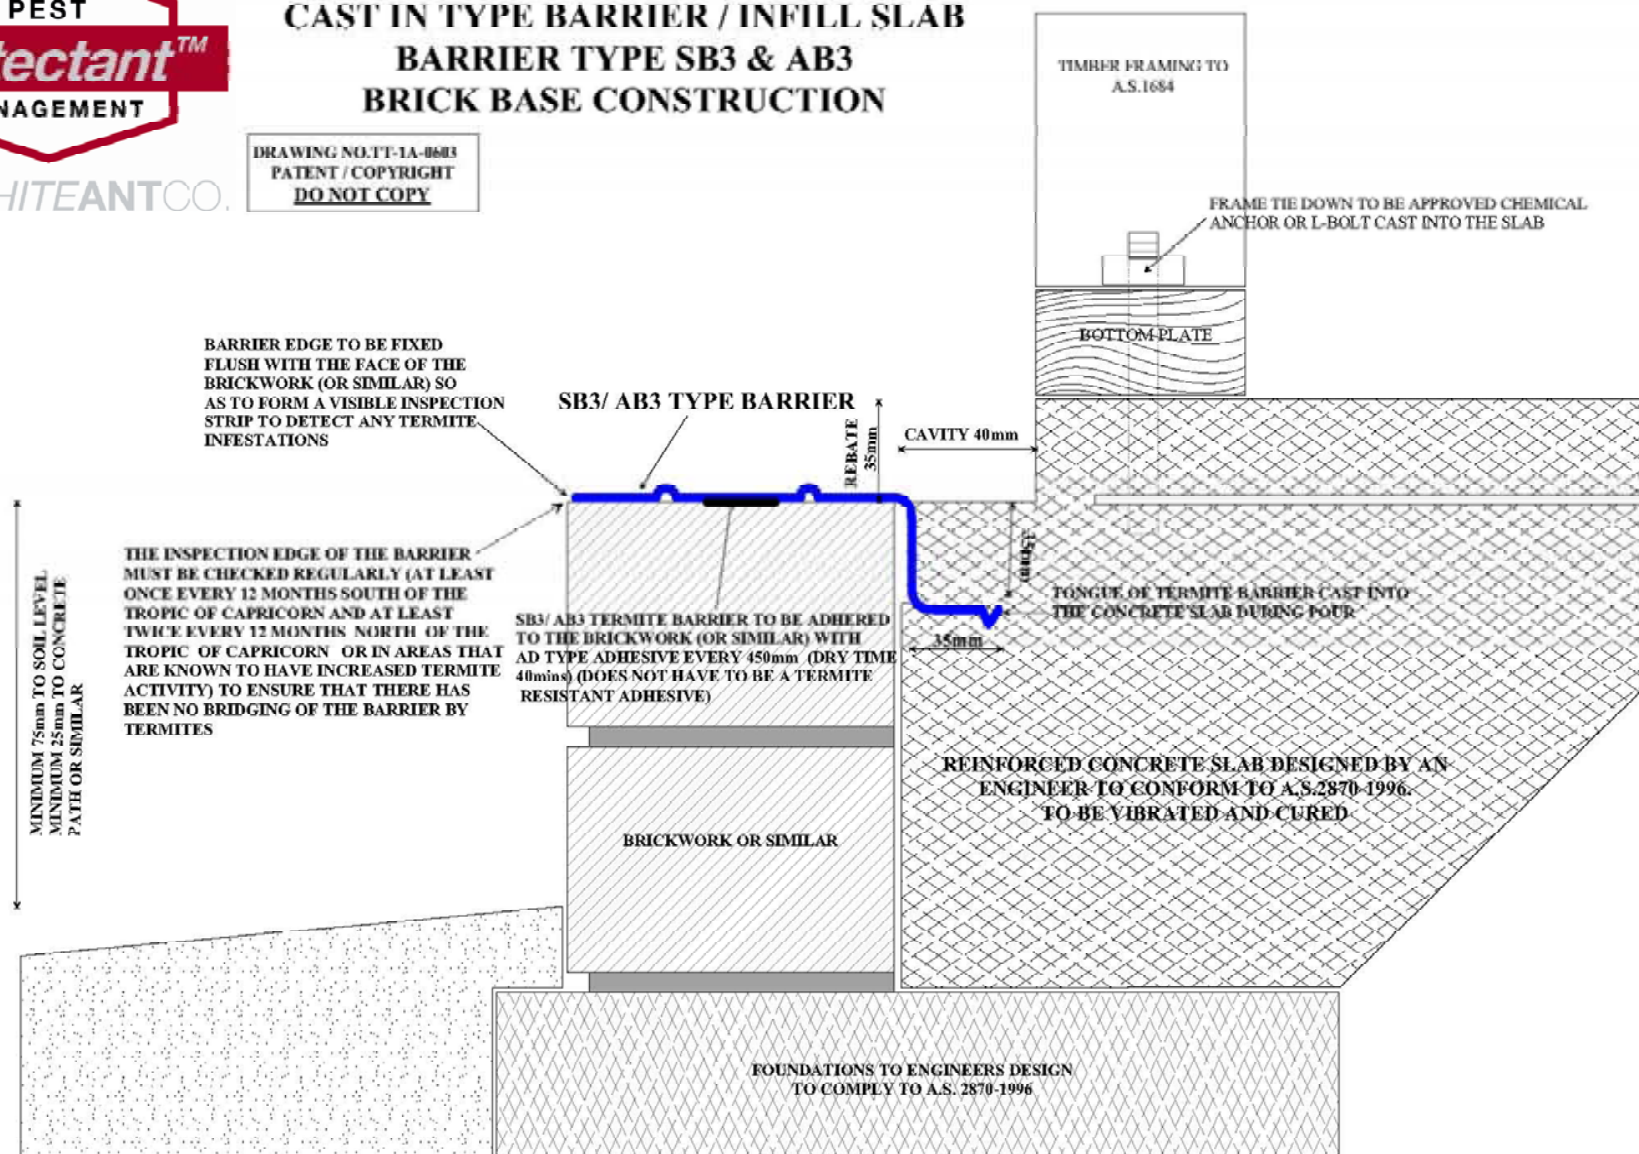 PEST
tectant™
NAGEMENT
HITEANTCO.
CAST IN TYPE BARRIER / INFILL SLAB
BARRIER TYPE SB3 & AB3
BRICK BASE CONSTRUCTION
DRAWING NO.TT-1A-0603
PATENT / COPYRIGHT
DO NOT COPY
TIMBER FRAMING TO
A.S.1684
FRAME TIE DOWN TO BE APPROVED CHEMICAL
ANCHOR OR L-BOLT CAST INTO THE SLAB
BOTTOM PLATE
BARRIER EDGE TO BE FIXED
FLUSH WITH THE FACE OF THE
BRICKWORK (OR SIMILAR) SO
AS TO FORM A VISIBLE INSPECTION
STRIP TO DETECT ANY TERMITE
INFESTATIONS
SB3/ AB3 TYPE BARRIER
REBATE
35mm
CAVITY 40mm
THE INSPECTION EDGE OF THE BARRIER
MUST BE CHECKED REGULARLY (AT LEAST
ONCE EVERY 12 MONTHS SOUTH OF THE
TROPIC OF CAPRICORN AND AT LEAST
TWICE EVERY 12 MONTHS NORTH OF THE
TROPIC OF CAPRICORN OR IN AREAS THAT
ARE KNOWN TO HAVE INCREASED TERMITE
ACTIVITY) TO ENSURE THAT THERE HAS
BEEN NO BRIDGING OF THE BARRIER BY
TERMITES
MINIMUM 75mm TO SOIL LEVEL
MINIMUM 25mm TO CONCRETE
PATH OR SIMILAR
SB3/ AB3 TERMITE BARRIER TO BE ADHERED
TO THE BRICKWORK (OR SIMILAR) WITH
AD TYPE ADHESIVE EVERY 450mm (DRY TIME
40mins) (DOES NOT HAVE TO BE A TERMITE
RESISTANT ADHESIVE)
35mm
35mm
TONGUE OF TERMITE BARRIER CAST INTO
THE CONCRETE SLAB DURING POUR
REINFORCED CONCRETE SLAB DESIGNED BY AN
ENGINEER TO CONFORM TO A.S.2870-1996.
TO BE VIBRATED AND CURED
BRICKWORK OR SIMILAR
FOUNDATIONS TO ENGINEERS DESIGN
TO COMPLY TO A.S. 2870-1996